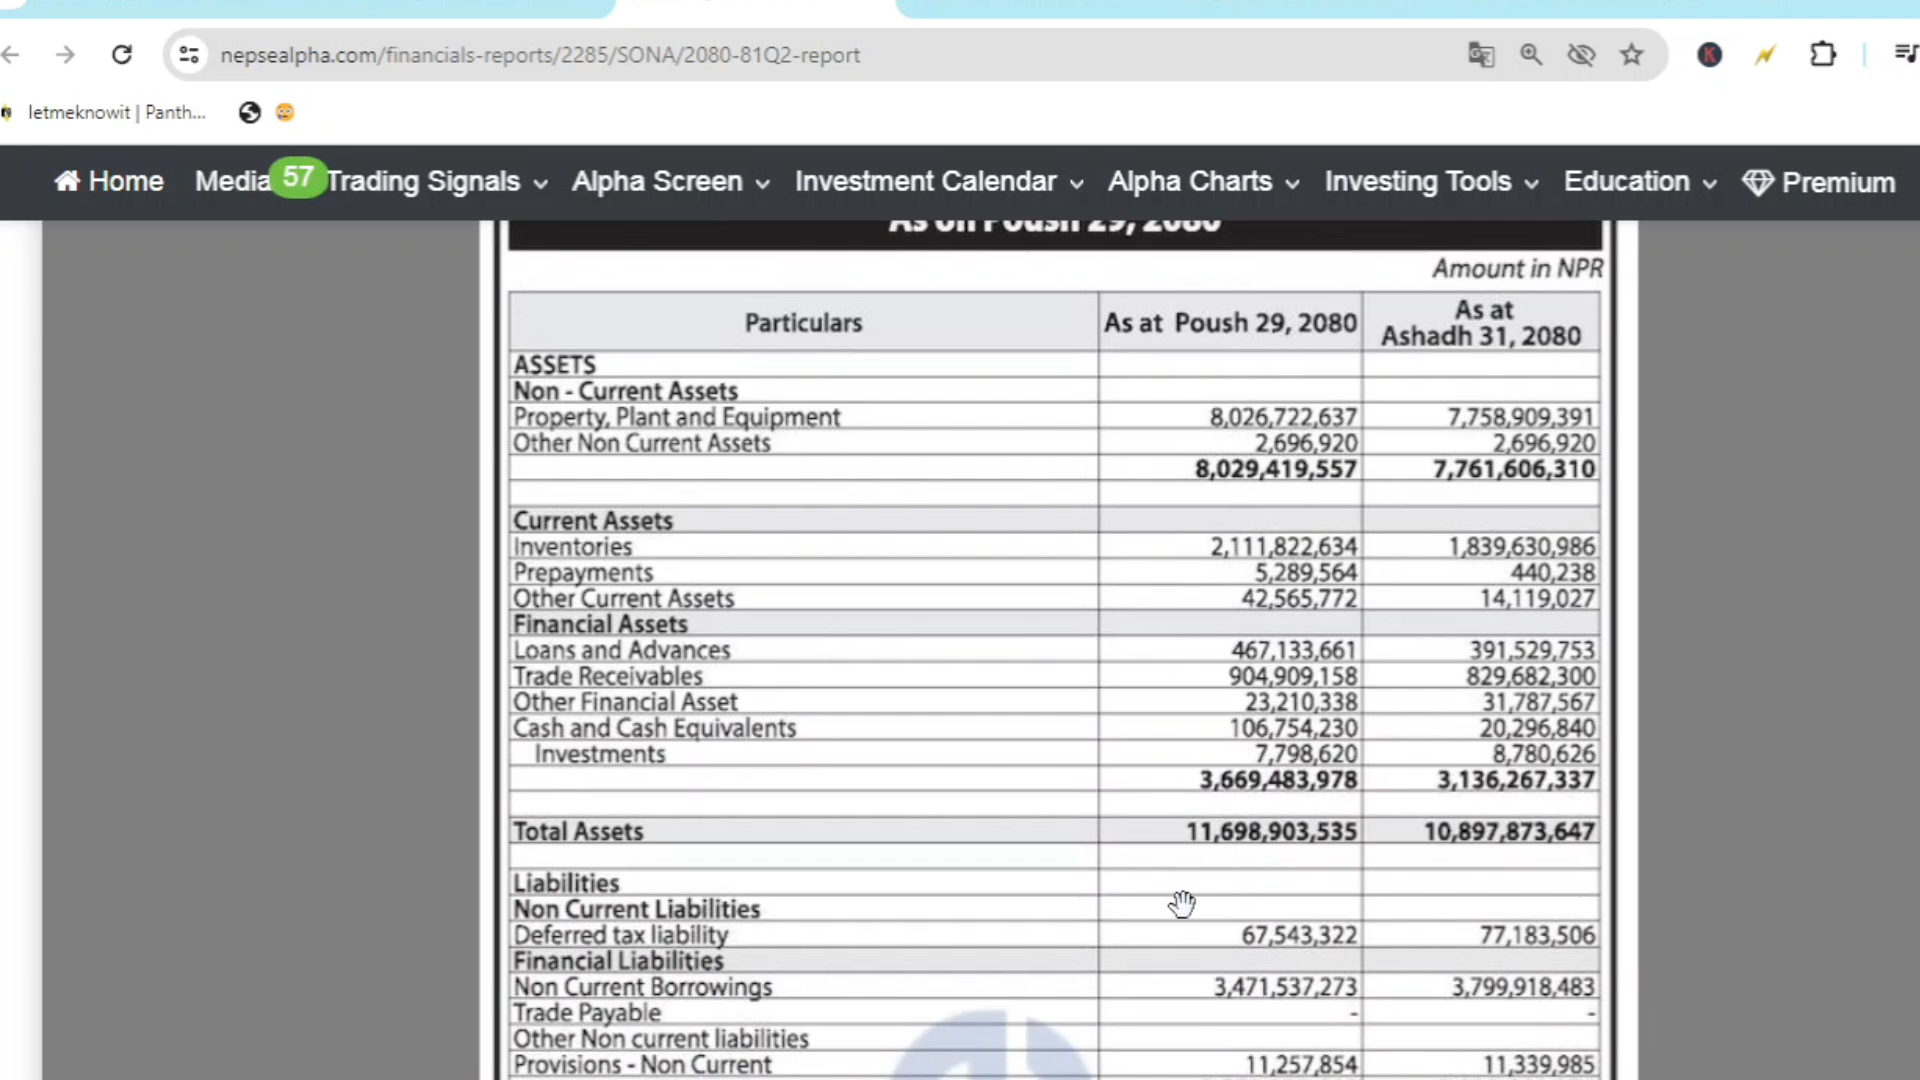 nepsealpha.com/financials-reports/2285/SONA/2080-81Q2-report
letmeknowit | Panth...
Home Media 57 Trading Signals Alpha Screen Investment Calendar Alpha Charts Investing Tools Education Premium
As on Poush 29, 2080
Amount in NPR
Particulars As at Poush 29, 2080 As at Ashadh 31, 2080
ASSETS
Non - Current Assets
Property, Plant and Equipment 8,026,722,637 7,758,909,391
Other Non Current Assets 2,696,920 2,696,920
8,029,419,557 7,761,606,310
Current Assets
Inventories 2,111,822,634 1,839,630,986
Prepayments 5,289,564 440,238
Other Current Assets 42,565,772 14,119,027
Financial Assets
Loans and Advances 467,133,661 391,529,753
Trade Receivables 904,909,158 829,682,300
Other Financial Asset 23,210,338 31,787,567
Cash and Cash Equivalents 106,754,230 20,296,840
Investments 7,798,620 8,780,626
3,669,483,978 3,136,267,337
Total Assets 11,698,903,535 10,897,873,647
Liabilities
Non Current Liabilities
Deferred tax liability 67,543,322 77,183,506
Financial Liabilities
Non Current Borrowings 3,471,537,273 3,799,918,483
Trade Payable - -
Other Non current liabilities
Provisions - Non Current 11,257,854 11,339,985